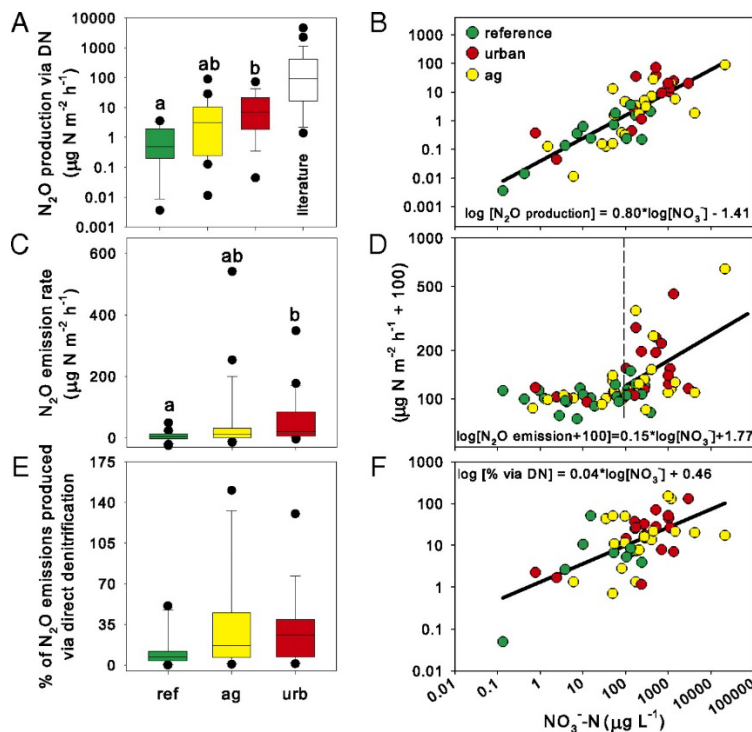 A
N₂O production via DN
(µg N m⁻² h⁻¹)
10000
1000
100
10
1
0.1
0.01
0.001
a
ab
b
literature
B
reference
urban
ag
1000
100
10
1
0.1
0.01
0.001
log [N₂O production] = 0.80*log[NO₃⁻] - 1.41
C
N₂O emission rate
(µg N m⁻² h⁻¹)
600
400
200
0
a
ab
b
D
(µg N m⁻² h⁻¹ + 100)
1000
200
100
log[N₂O emission+100]=0.15*log[NO₃⁻]+1.77
E
% of N₂O emissions produced
via direct denitrification
175
140
105
70
35
0
ref
ag
urb
F
log [% via DN] = 0.04*log[NO₃⁻] + 0.46
1000
100
10
1
0.1
0.01
0.01
0.1
1
10
100
1000
10000
100000
NO₃⁻-N (µg L⁻¹)